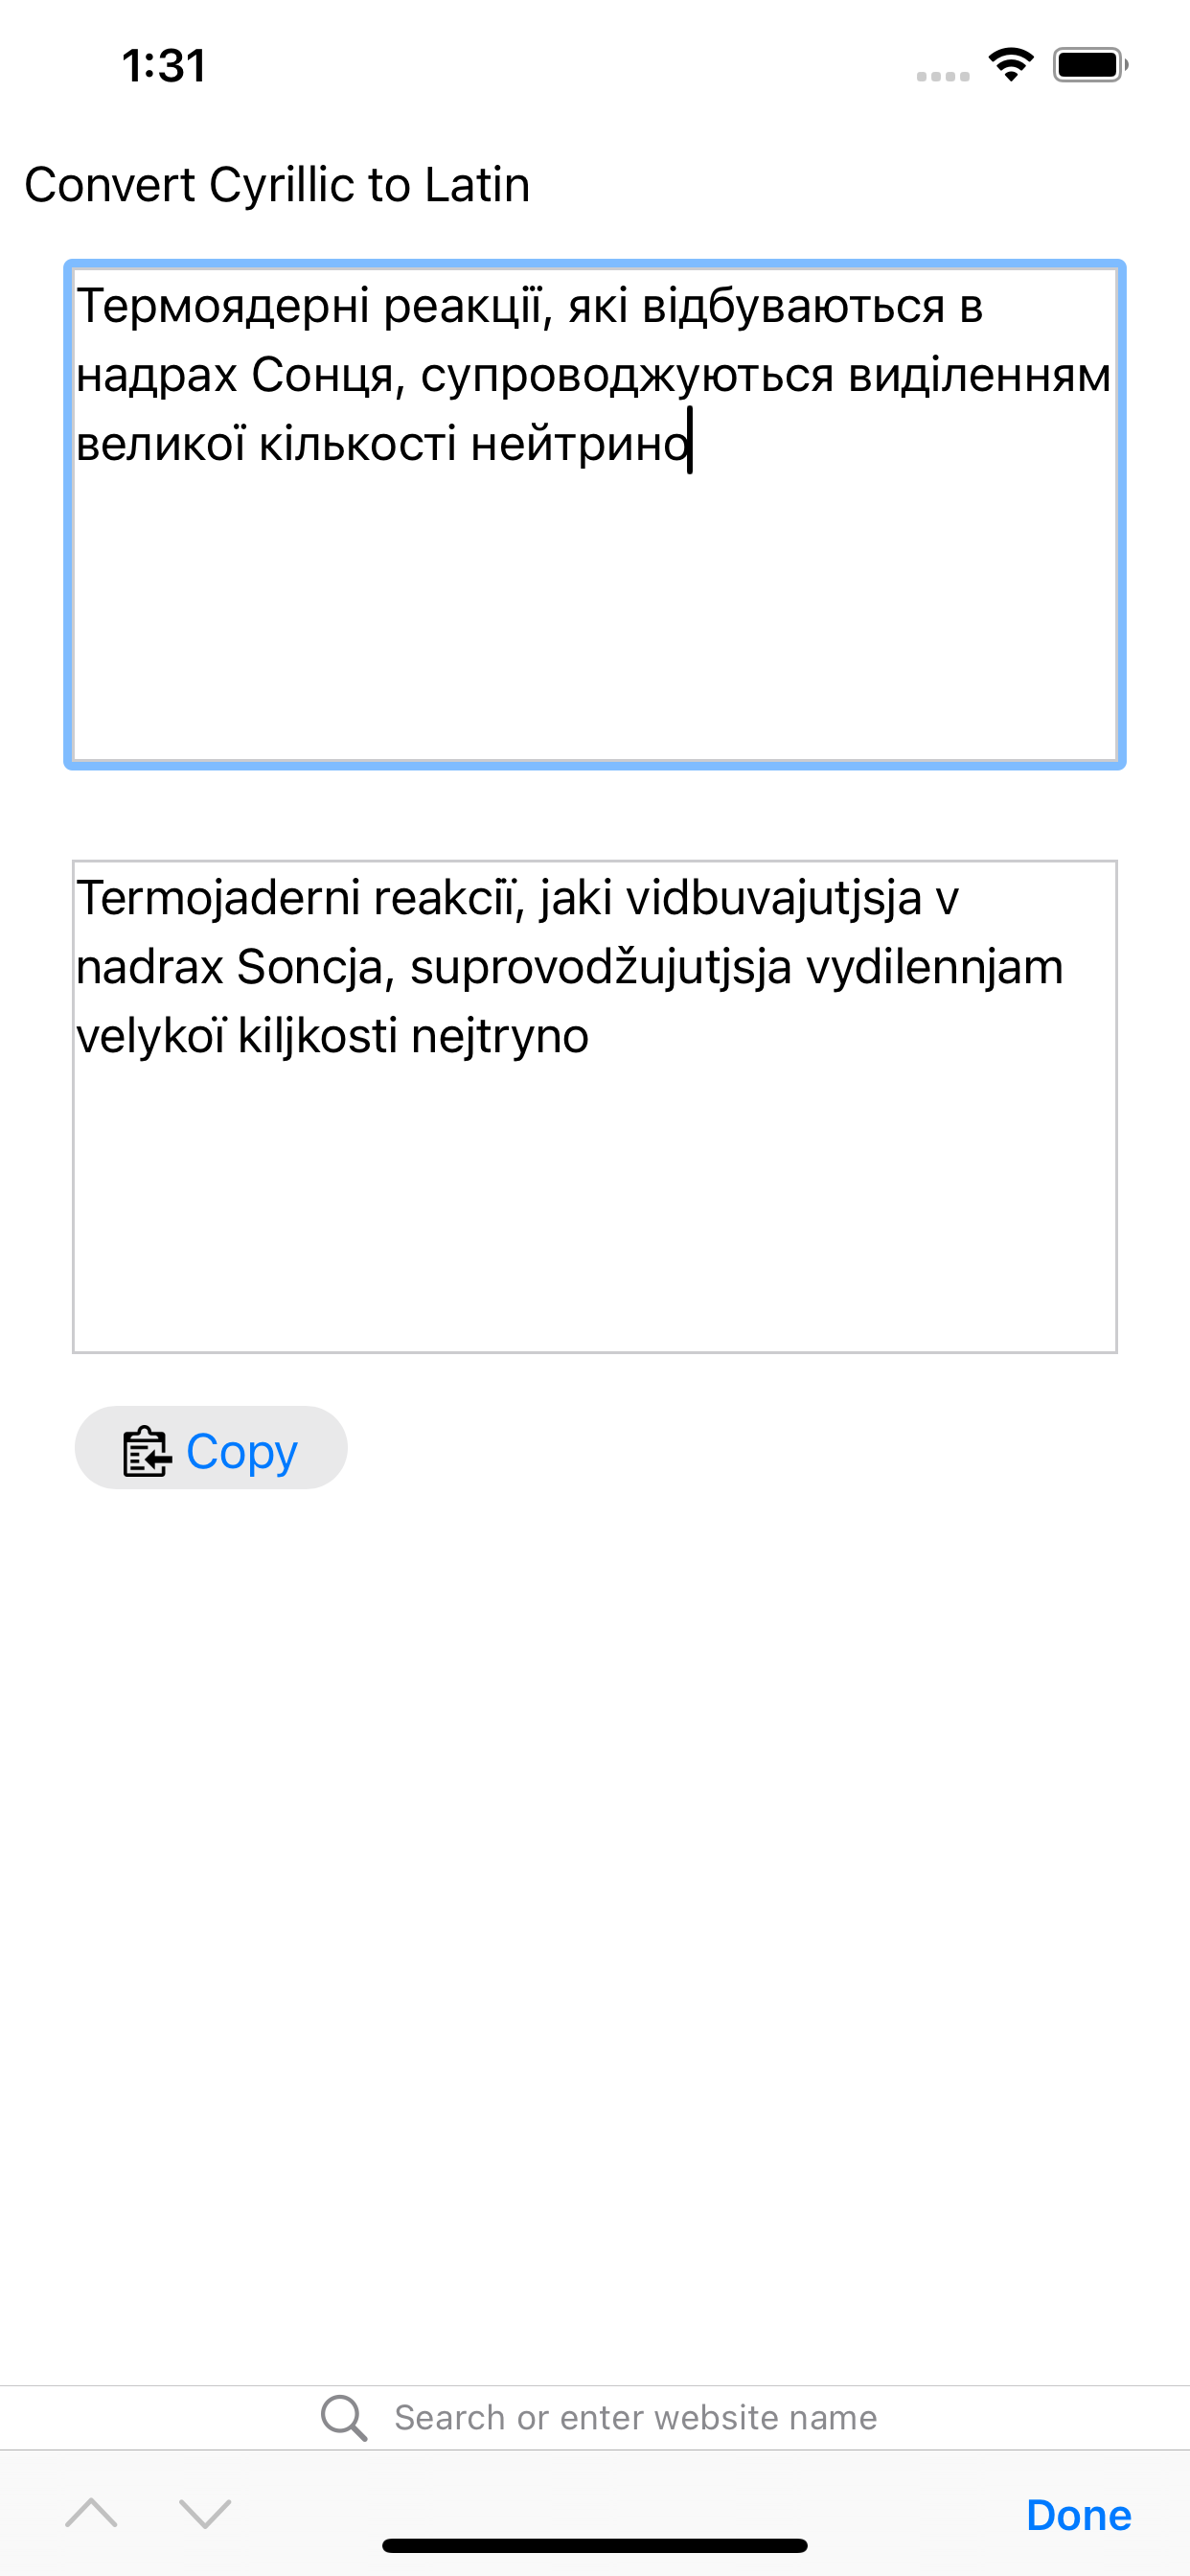 1:31
Convert Cyrillic to Latin
Термоядерні реакції, які відбуваються в
надрах Сонця, супроводжуються виділенням
великої кількості нейтрино
Termojaderni reakciï, jaki vidbuvajutjsja v
nadrax Soncja, suprovodžujutjsja vydilennjam
velykoï kiljkosti nejtryno
Copy
Search or enter website name
Done